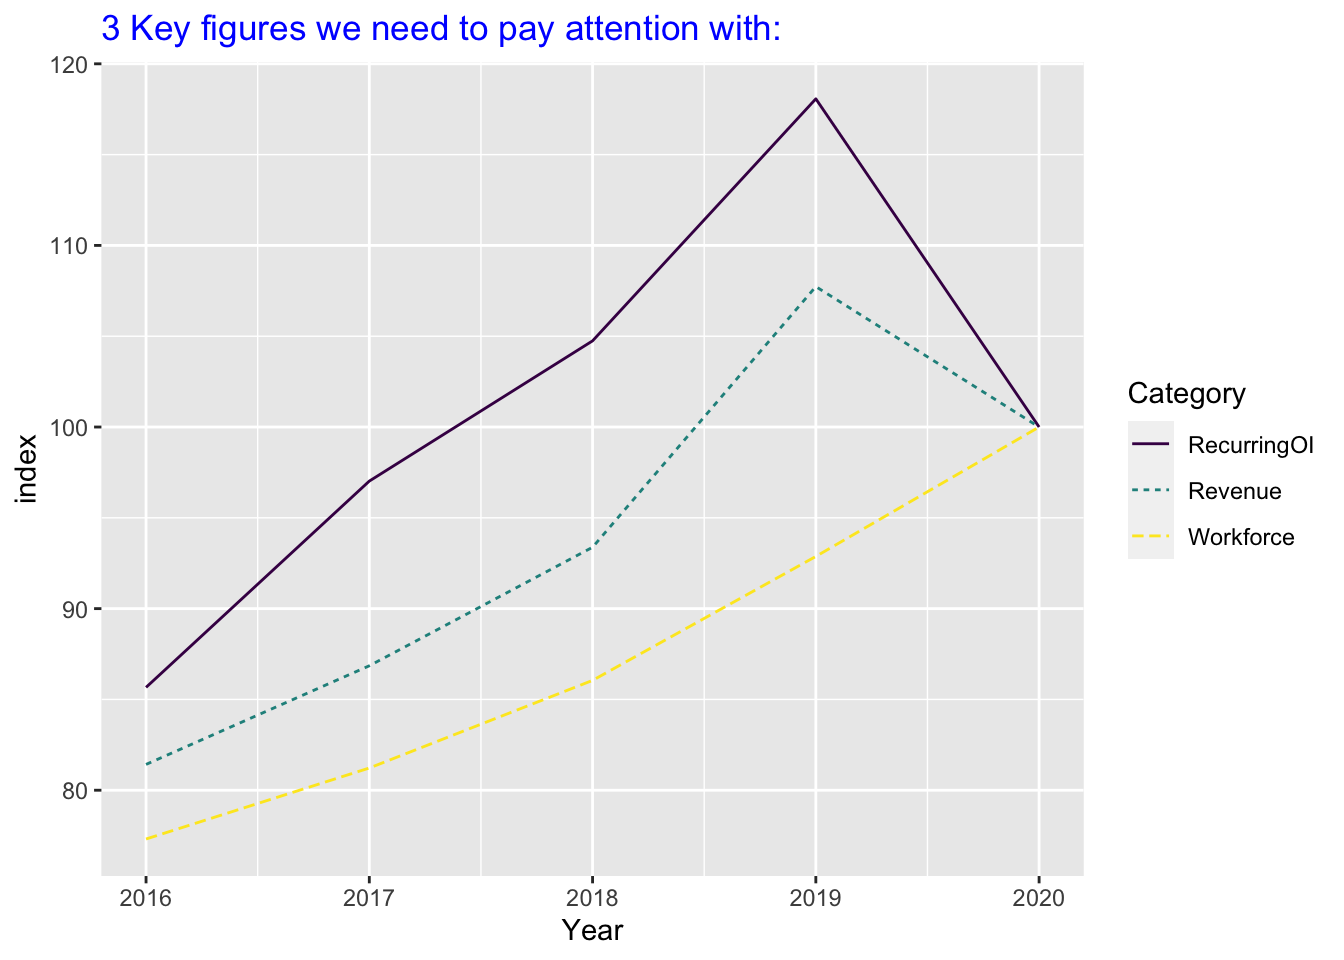 3 Key figures we need to pay attention with:
120
110
100
90
80
index
2016 2017 2018 2019 2020
Year
Category
RecurringOI
Revenue
Workforce